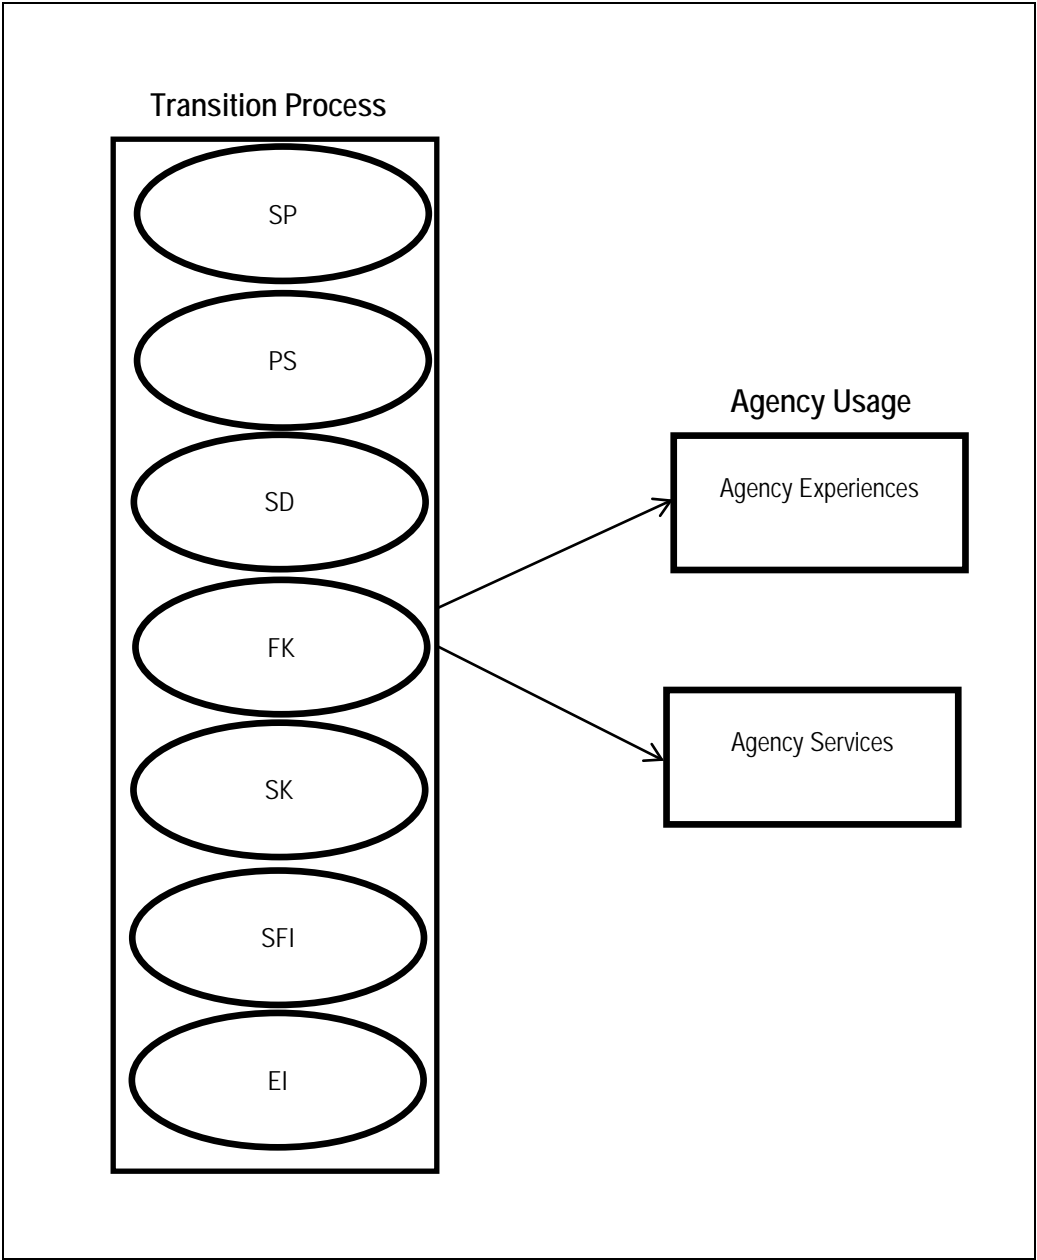 Transition Process
SP
PS
SD
FK
SK
SFI
EI
Agency Usage
Agency Experiences
Agency Services